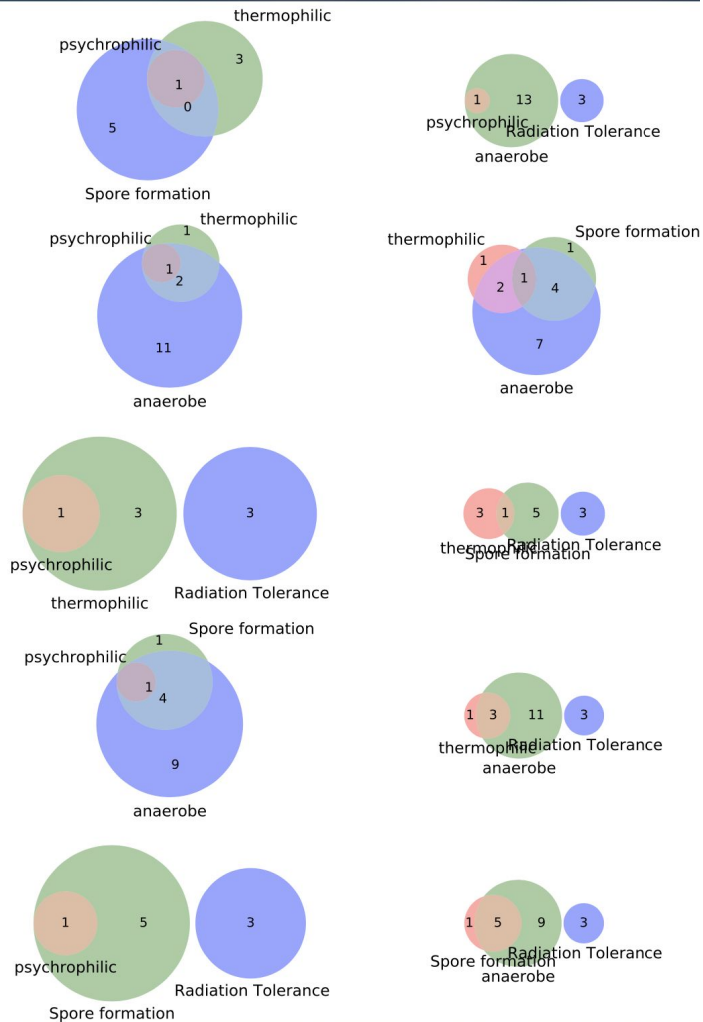 thermophilic
psychrophilic
3
1
0
5
Spore formation
1
13
3
psychrophilic
Radiation Tolerance
anaerobe
thermophilic
1
psychrophilic
1
2
11
anaerobe
Spore formation
thermophilic
1
1
2
1
4
7
anaerobe
1
3
3
psychrophilic
Radiation Tolerance
thermophilic
3
1
5
3
thermophilic
Radiation Tolerance
Spore formation
Spore formation
1
psychrophilic
1
4
9
anaerobe
1
3
11
3
thermophilic
Radiation Tolerance
anaerobe
1
5
3
psychrophilic
Radiation Tolerance
Spore formation
1
5
9
3
Spore formation
Radiation Tolerance
anaerobe